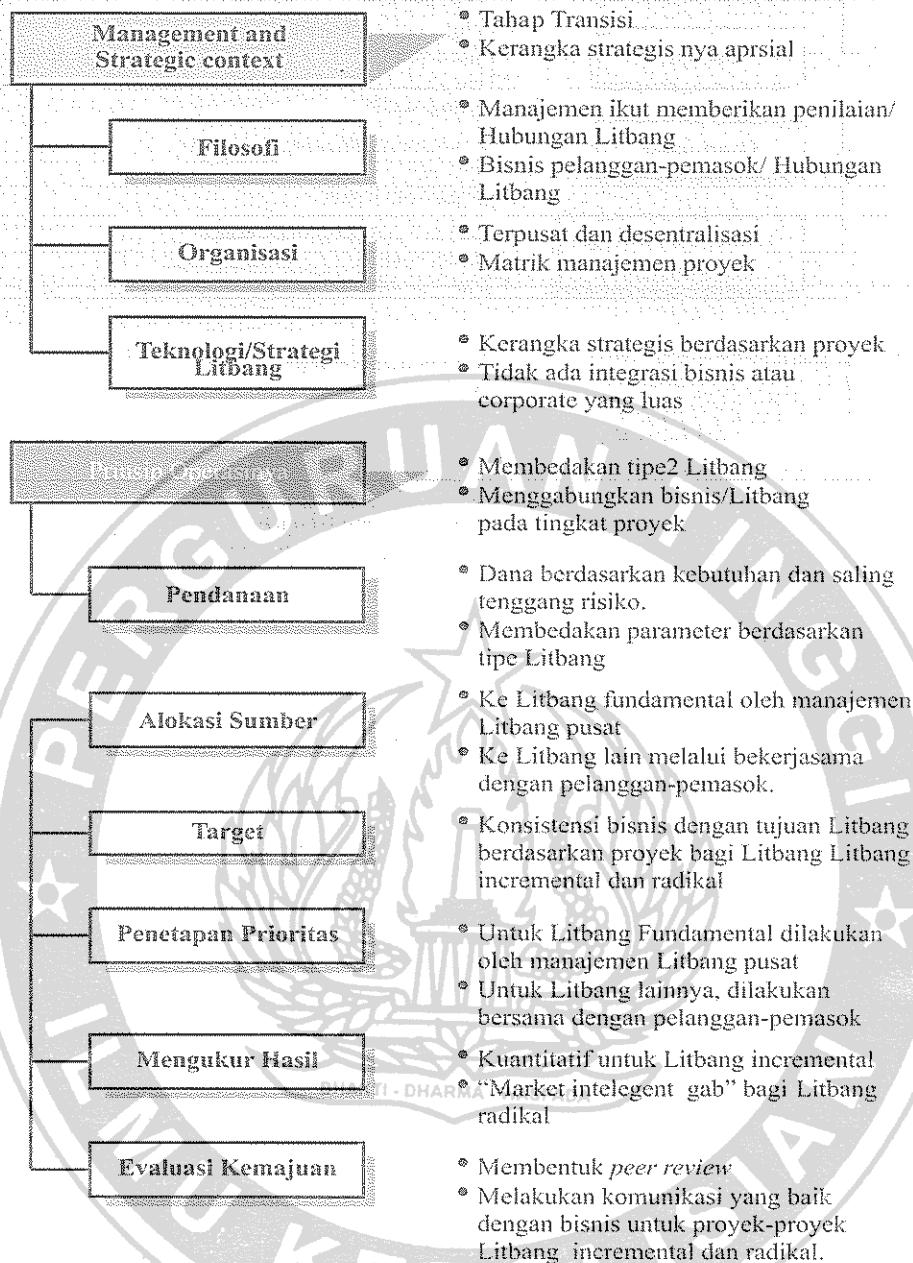 Management and
Strategic context
• Tahap Transisi
• Kerangka strategis nya aprsial
Filosofi
• Manajemen ikut memberikan penilaian/
Hubungan Litbang
• Bisnis pelanggan-pemasok/ Hubungan
Litbang
Organisasi
• Terpusat dan desentralisasi
• Matrik manajemen proyek
Teknologi/Strategi
Litbang
• Kerangka strategis berdasarkan proyek
• Tidak ada integrasi bisnis atau
corporate yang luas
• Membedakan tipe2 Litbang
• Menggabungkan bisnis/Litbang
pada tingkat proyek
Pendanaan
• Dana berdasarkan kebutuhan dan saling
tenggang risiko.
• Membedakan parameter berdasarkan
tipe Litbang
Alokasi Sumber
• Ke Litbang fundamental oleh manajemen
Litbang pusat
• Ke Litbang lain melalui bekerjasama
dengan pelanggan-pemasok.
Target
• Konsistensi bisnis dengan tujuan Litbang
berdasarkan proyek bagi Litbang Litbang
incremental dan radikal
Penetapan Prioritas
• Untuk Litbang Fundamental dilakukan
oleh manajemen Litbang pusat
• Untuk Litbang lainnya, dilakukan
bersama dengan pelanggan-pemasok
Mengukur Hasil
• Kuantitatif untuk Litbang incremental
• “Market intelegent gab” bagi Litbang
radikal
Evaluasi Kemajuan
• Membentuk peer review
• Melakukan komunikasi yang baik
dengan bisnis untuk proyek-proyek
Litbang incremental dan radikal.
PERGURUAN TINGGI